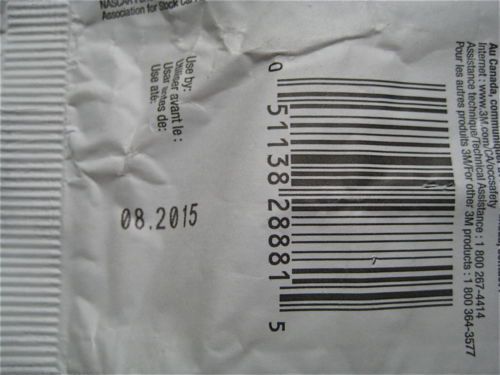 NASCAR
Association for Stock Car
Use by:
Utiliser avant le :
Usar antes de:
Use até:
08.2015
0 51138 28881 5
Au Canada,
Internet : www.3M.com/CA/occsafety
Assistance technique/Technical Assistance : 1 800 267-4414
Pour les autres produits 3M/For other 3M products : 1 800 364-3577